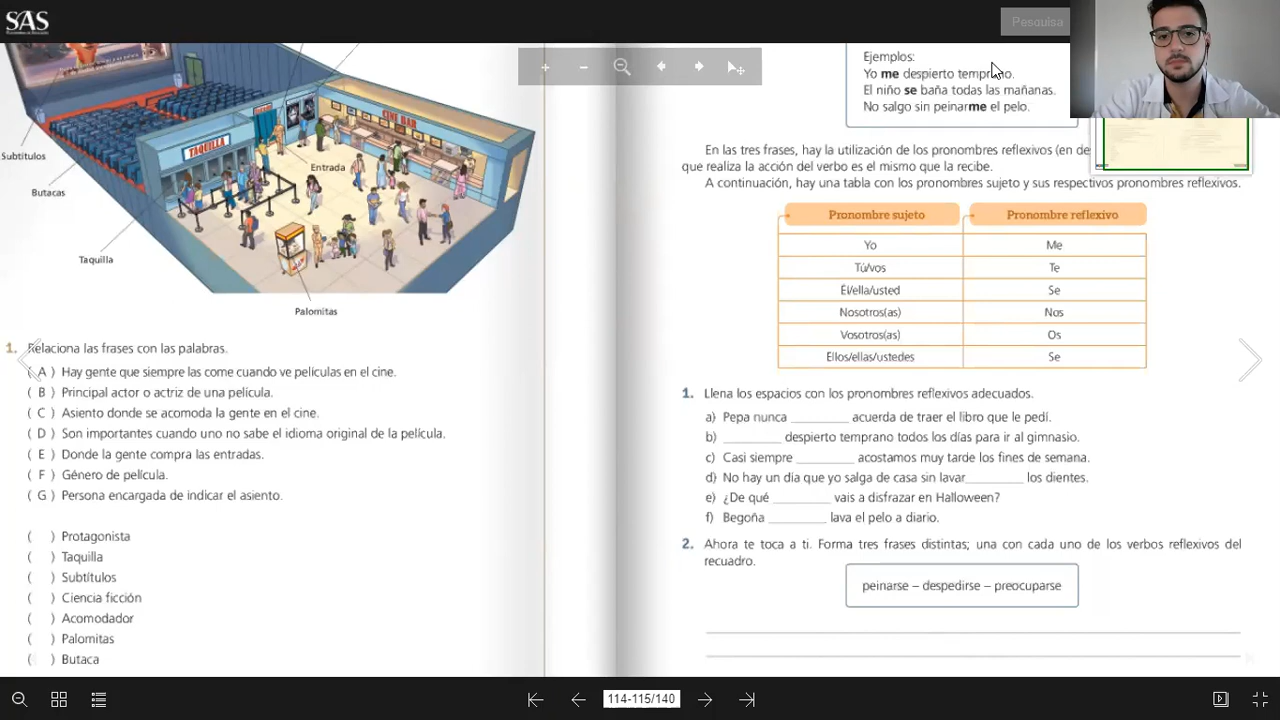 SAS
Pesquisa
Subtítulos
Butacas
Taquilla
TAQUILLA
Entrada
CINE BAR
Palomitas
1. Relaciona las frases con las palabras.
( A ) Hay gente que siempre las come cuando ve películas en el cine.
( B ) Principal actor o actriz de una película.
( C ) Asiento donde se acomoda la gente en el cine.
( D ) Son importantes cuando uno no sabe el idioma original de la película.
( E ) Donde la gente compra las entradas.
( F ) Género de película.
( G ) Persona encargada de indicar el asiento.
( ) Protagonista
( ) Taquilla
( ) Subtítulos
( ) Ciencia ficción
( ) Acomodador
( ) Palomitas
( ) Butaca
Ejemplos:
Yo me despierto temprano.
El niño se baña todas las mañanas.
No salgo sin peinarme el pelo.
En las tres frases, hay la utilización de los pronombres reflexivos (en de
que realiza la acción del verbo es el mismo que la recibe.
A continuación, hay una tabla con los pronombres sujeto y sus respectivos pronombres reflexivos.
Pronombre sujeto Pronombre reflexivo
Yo Me
Tú/vos Te
Él/ella/usted Se
Nosotros(as) Nos
Vosotros(as) Os
Ellos/ellas/ustedes Se
1. Llena los espacios con los pronombres reflexivos adecuados.
a) Pepa nunca ________ acuerda de traer el libro que le pedí.
b) ________ despierto temprano todos los días para ir al gimnasio.
c) Casi siempre ________ acostamos muy tarde los fines de semana.
d) No hay un día que yo salga de casa sin lavar________ los dientes.
e) ¿De qué ________ vais a disfrazar en Halloween?
f) Begoña ________ lava el pelo a diario.
2. Ahora te toca a ti. Forma tres frases distintas; una con cada uno de los verbos reflexivos del
recuadro.
peinarse – despedirse – preocuparse
114-115/140